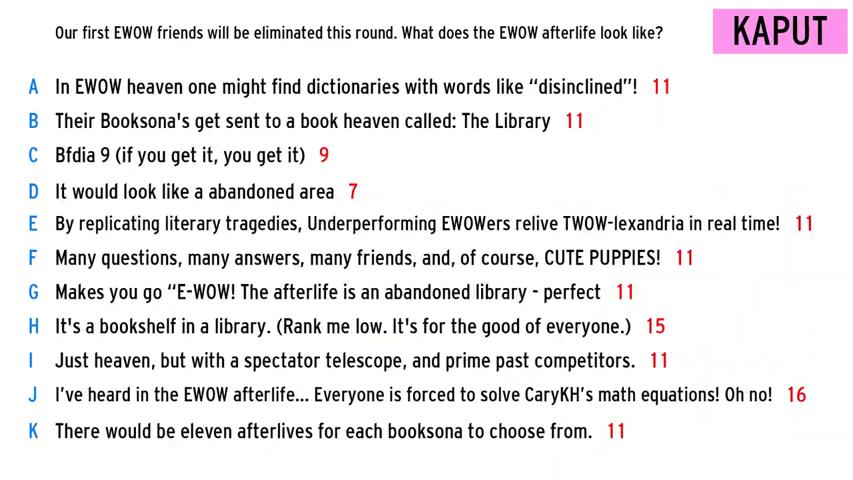 Our first EWOW friends will be eliminated this round. What does the EWOW afterlife look like?
KAPUT
A In EWOW heaven one might find dictionaries with words like “disinclined”! 11
B Their Booksona's get sent to a book heaven called: The Library 11
C Bfdia 9 (if you get it, you get it) 9
D It would look like a abandoned area 7
E By replicating literary tragedies, Underperforming EWOWers relive TWOW-lexandria in real time! 11
F Many questions, many answers, many friends, and, of course, CUTE PUPPIES! 11
G Makes you go “E-WOW! The afterlife is an abandoned library - perfect 11
H It's a bookshelf in a library. (Rank me low. It's for the good of everyone.) 15
I Just heaven, but with a spectator telescope, and prime past competitors. 11
J I've heard in the EWOW afterlife... Everyone is forced to solve CaryKH's math equations! Oh no! 16
K There would be eleven afterlives for each booksona to choose from. 11